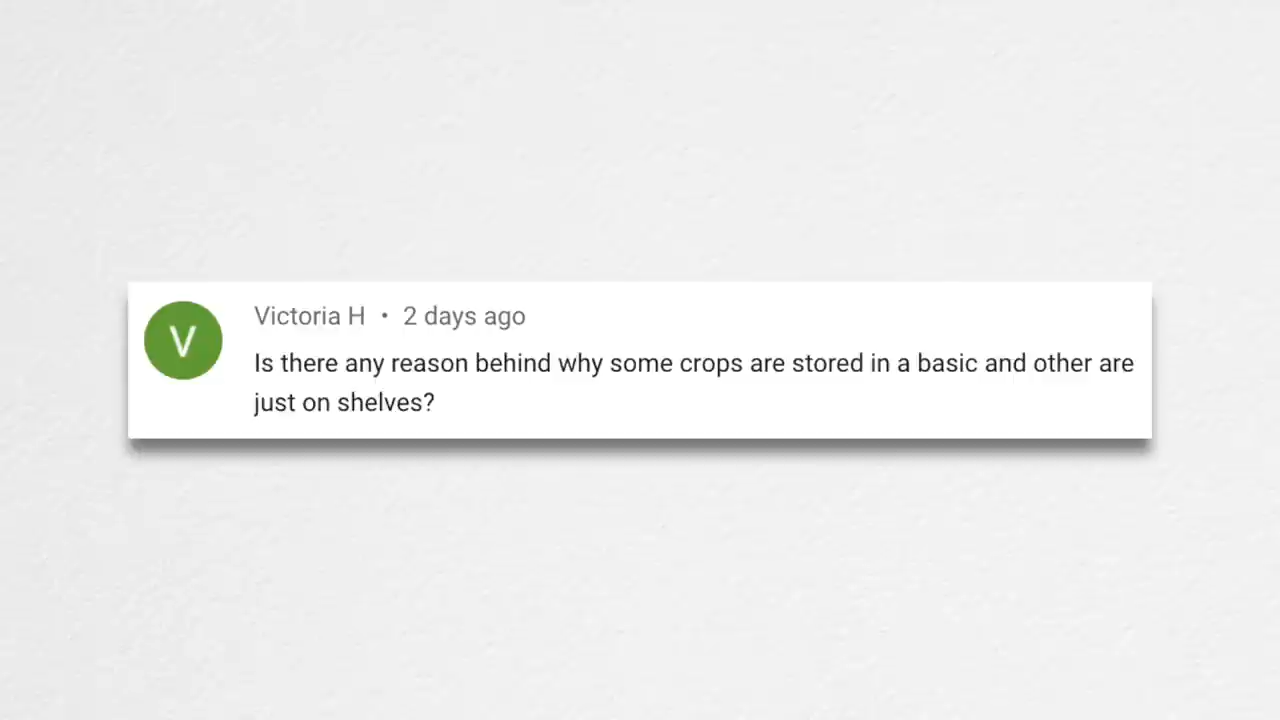 V
Victoria H • 2 days ago
Is there any reason behind why some crops are stored in a basic and other are
just on shelves?